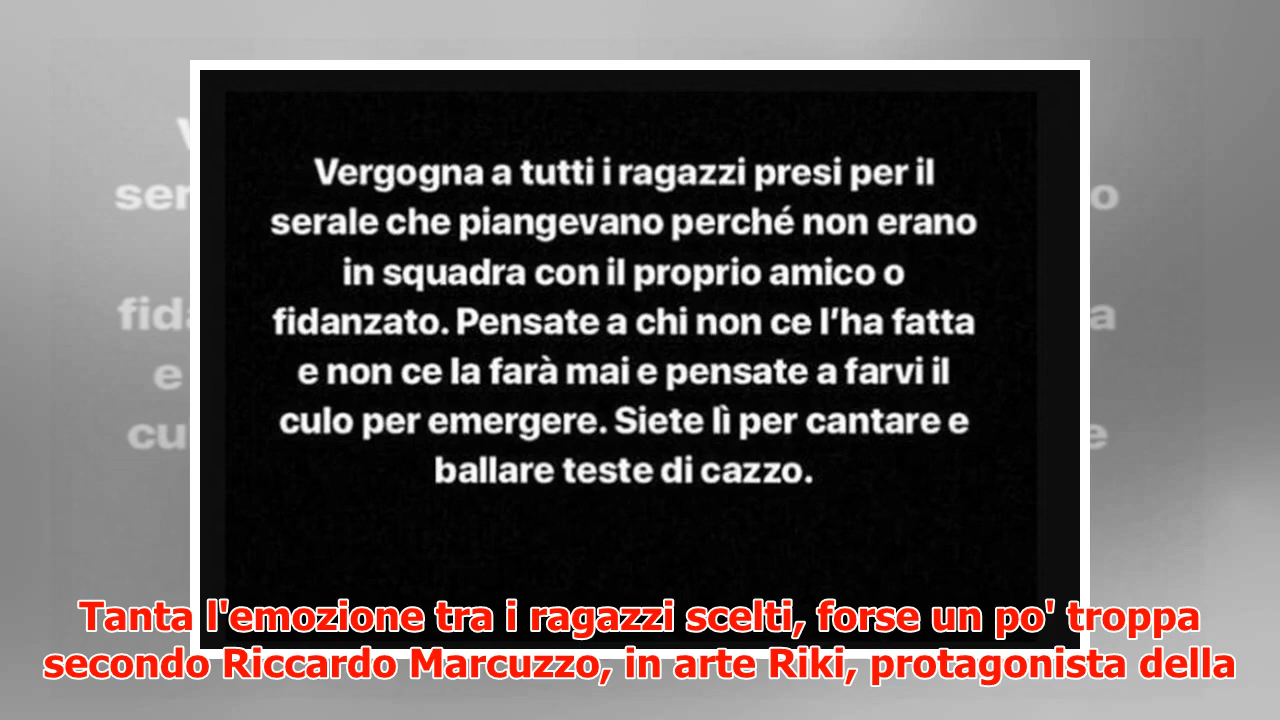 Vergogna a tutti i ragazzi presi per il
serale che piangevano perché non erano
in squadra con il proprio amico o
fidanzato. Pensate a chi non ce l'ha fatta
e non ce la farà mai e pensate a farvi il
culo per emergere. Siete lì per cantare e
ballare teste di cazzo.
Tanta l'emozione tra i ragazzi scelti, forse un po' troppa
secondo Riccardo Marcuzzo, in arte Riki, protagonista della